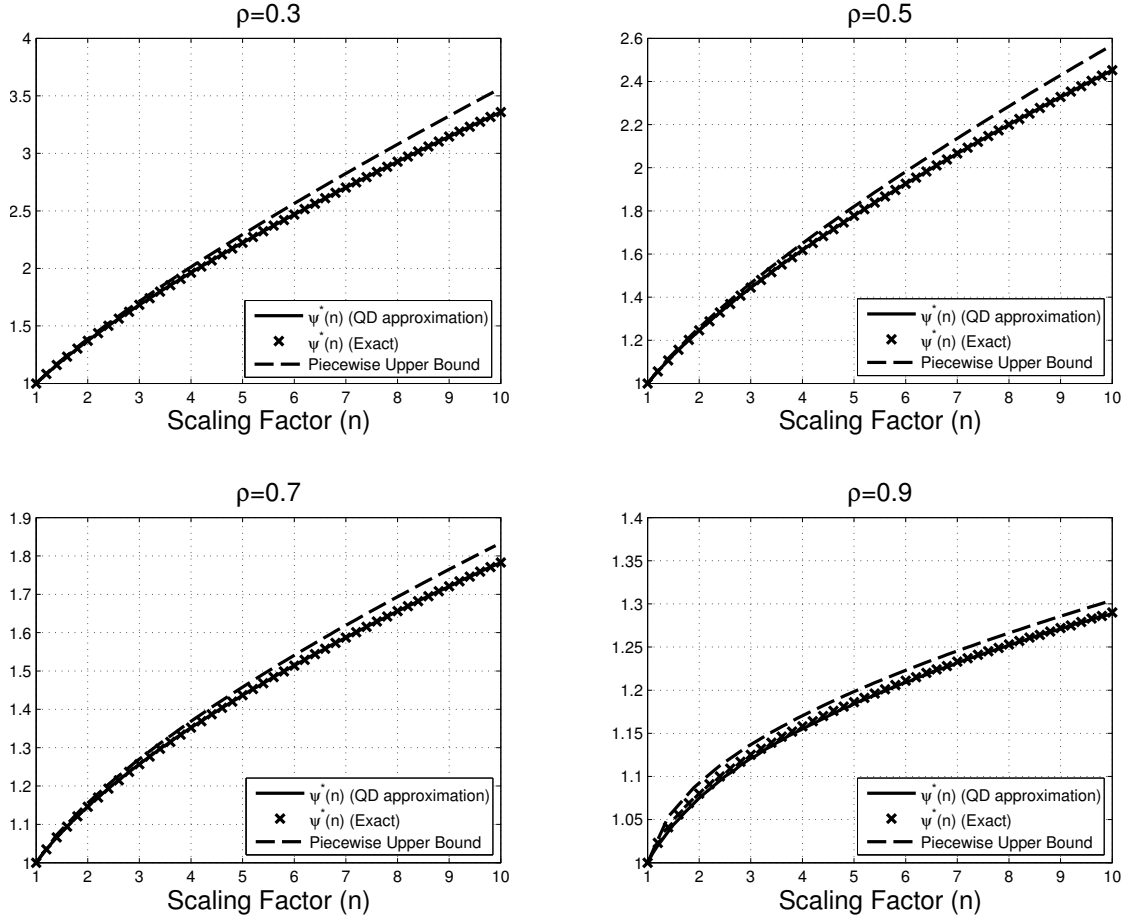 ρ=0.3
4
3.5
3
2.5
2
1.5
1
1 2 3 4 5 6 7 8 9 10
Scaling Factor (n)
ψ*(n) (QD approximation)
ψ*(n) (Exact)
Piecewise Upper Bound
ρ=0.5
2.6
2.4
2.2
2
1.8
1.6
1.4
1.2
1
1 2 3 4 5 6 7 8 9 10
Scaling Factor (n)
ψ*(n) (QD approximation)
ψ*(n) (Exact)
Piecewise Upper Bound
ρ=0.7
1.9
1.8
1.7
1.6
1.5
1.4
1.3
1.2
1.1
1
1 2 3 4 5 6 7 8 9 10
Scaling Factor (n)
ψ*(n) (QD approximation)
ψ*(n) (Exact)
Piecewise Upper Bound
ρ=0.9
1.4
1.35
1.3
1.25
1.2
1.15
1.1
1.05
1
1 2 3 4 5 6 7 8 9 10
Scaling Factor (n)
ψ*(n) (QD approximation)
ψ*(n) (Exact)
Piecewise Upper Bound